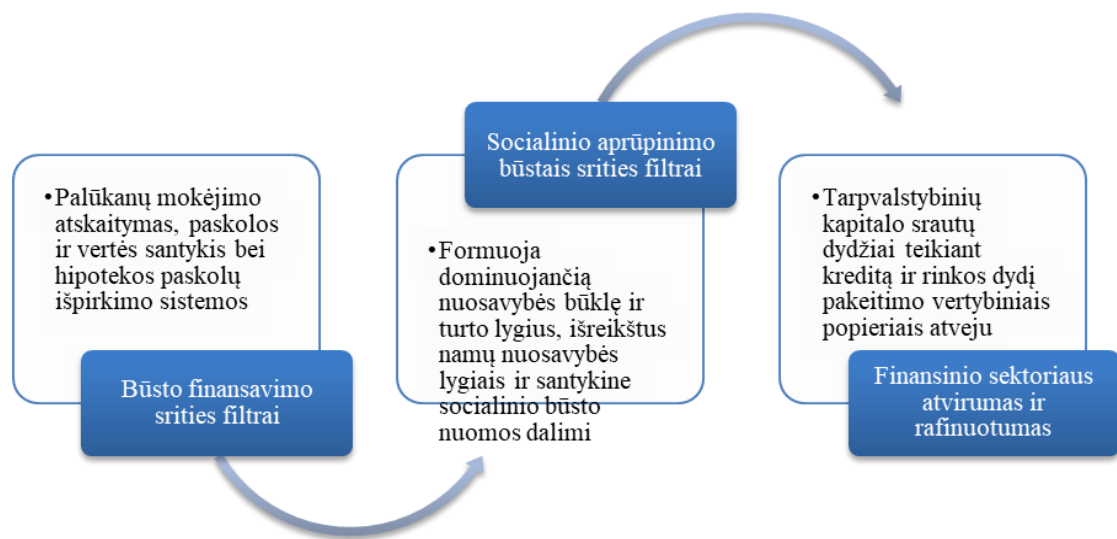 •Palūkanų mokėjimo
atskaitymas, paskolos
ir vertės santykis bei
hipotekos paskolų
išpirkimo sistemos
Būsto finansavimo
srities filtrai
Socialinio aprūpinimo
būstais srities filtrai
•Formuoja
dominuojančią
nuosavybės būklę ir
turto lygius, išreikštus
namų nuosavybės
lygiais ir santykine
socialinio būsto
nuomos dalimi
•Tarpvalstybinių
kapitalo srautų
dydžiai teikiant
kreditą ir rinkos dydį
pakeitimo vertybiniais
popieriais atveju
Finansinio sektoriaus
atvirumas ir
rafinuotumas